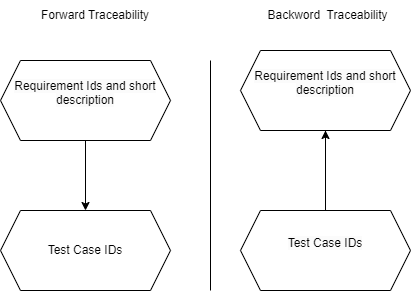 Forward Traceability
Requirement Ids and short
description
Test Case IDs
Backword Traceability
Requirement Ids and short
description
Test Case IDs